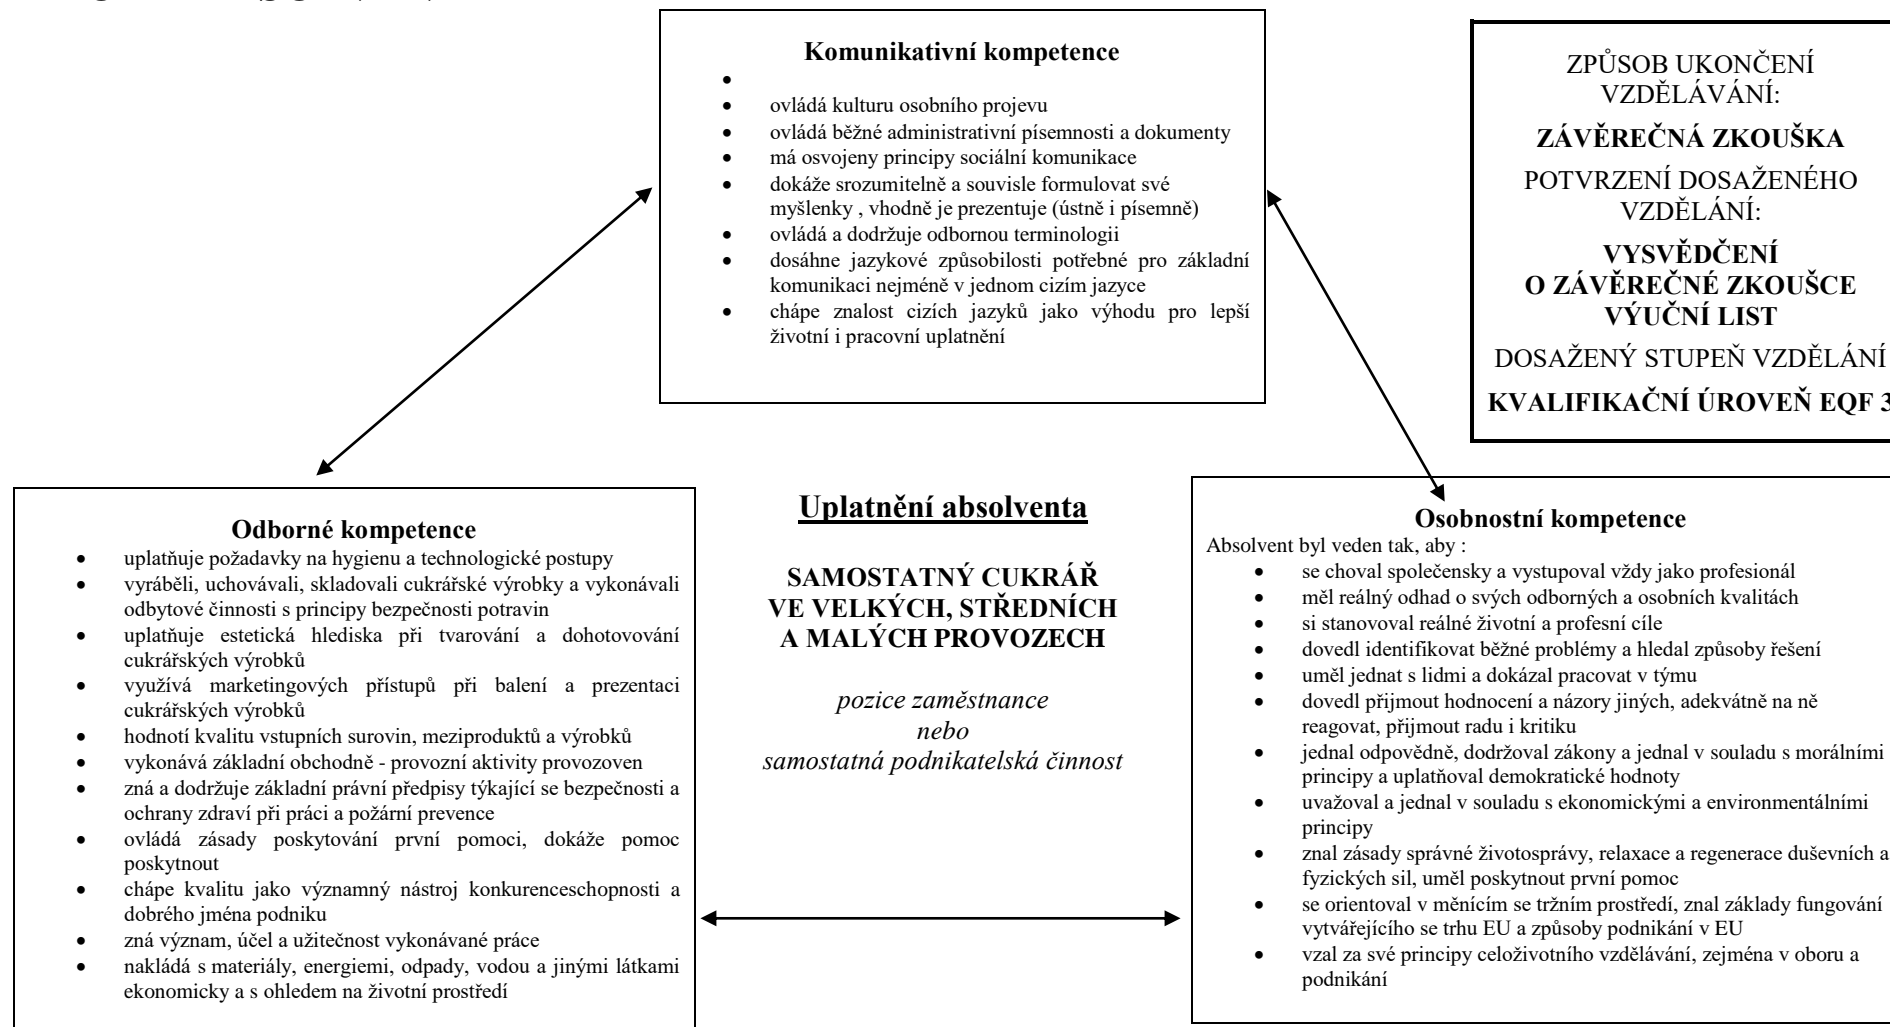 Komunikativní kompetence
•
• ovládá kulturu osobního projevu
• ovládá běžné administrativní písemnosti a dokumenty
• má osvojeny principy sociální komunikace
• dokáže srozumitelně a souvisle formulovat své
myšlenky , vhodně je prezentuje (ústně i písemně)
• ovládá a dodržuje odbornou terminologii
• dosáhne jazykové způsobilosti potřebné pro základní
komunikaci nejméně v jednom cizím jazyce
• chápe znalost cizích jazyků jako výhodu pro lepší
životní i pracovní uplatnění
ZPŮSOB UKONČENÍ
VZDĚLÁVÁNÍ:
ZÁVĚREČNÁ ZKOUŠKA
POTVRZENÍ DOSAŽENÉHO
VZDĚLÁNÍ:
VYSVĚDČENÍ
O ZÁVĚREČNÉ ZKOUŠCE
VÝUČNÍ LIST
DOSAŽENÝ STUPEŇ VZDĚLÁNÍ
KVALIFIKAČNÍ ÚROVEŇ EQF 3
Odborné kompetence
• uplatňuje požadavky na hygienu a technologické postupy
• vyráběli, uchovávali, skladovali cukrářské výrobky a vykonávali
odbytové činnosti s principy bezpečnosti potravin
• uplatňuje estetická hlediska při tvarování a dohotovování
cukrářských výrobků
• využívá marketingových přístupů při balení a prezentaci
cukrářských výrobků
• hodnotí kvalitu vstupních surovin, meziproduktů a výrobků
• vykonává základní obchodně - provozní aktivity provozoven
• zná a dodržuje základní právní předpisy týkající se bezpečnosti a
ochrany zdraví při práci a požární prevence
• ovládá zásady poskytování první pomoci, dokáže pomoc
poskytnout
• chápe kvalitu jako významný nástroj konkurenceschopnosti a
dobrého jména podniku
• zná význam, účel a užitečnost vykonávané práce
• nakládá s materiály, energiemi, odpady, vodou a jinými látkami
ekonomicky a s ohledem na životní prostředí
Uplatnění absolventa
SAMOSTATNÝ CUKRÁŘ
VE VELKÝCH, STŘEDNÍCH
A MALÝCH PROVOZECH
pozice zaměstnance
nebo
samostatná podnikatelská činnost
Osobnostní kompetence
Absolvent byl veden tak, aby :
• se choval společensky a vystupoval vždy jako profesionál
• měl reálný odhad o svých odborných a osobních kvalitách
• si stanovoval reálné životní a profesní cíle
• dovedl identifikovat běžné problémy a hledal způsoby řešení
• uměl jednat s lidmi a dokázal pracovat v týmu
• dovedl přijmout hodnocení a názory jiných, adekvátně na ně
reagovat, přijmout radu i kritiku
• jednal odpovědně, dodržoval zákony a jednal v souladu s morálními
principy a uplatňoval demokratické hodnoty
• uvažoval a jednal v souladu s ekonomickými a environmentálními
principy
• znal zásady správné životosprávy, relaxace a regenerace duševních a
fyzických sil, uměl poskytnout první pomoc
• se orientoval v měnícím se tržním prostředí, znal základy fungování
vytvářejícího se trhu EU a způsoby podnikání v EU
• vzal za své principy celoživotního vzdělávání, zejména v oboru a
podnikání